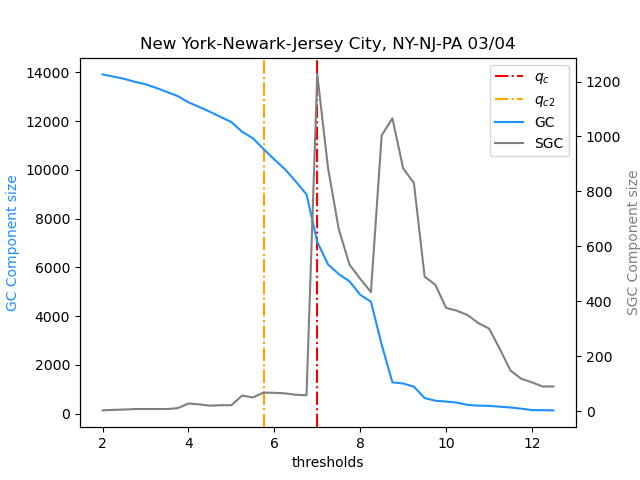 New York-Newark-Jersey City, NY-NJ-PA 03/04
14000
12000
10000
8000
6000
4000
2000
0
GC Component size
2
4
6
8
10
12
thresholds
1200
1000
800
600
400
200
0
SGC Component size
q_c
q_c2
GC
SGC